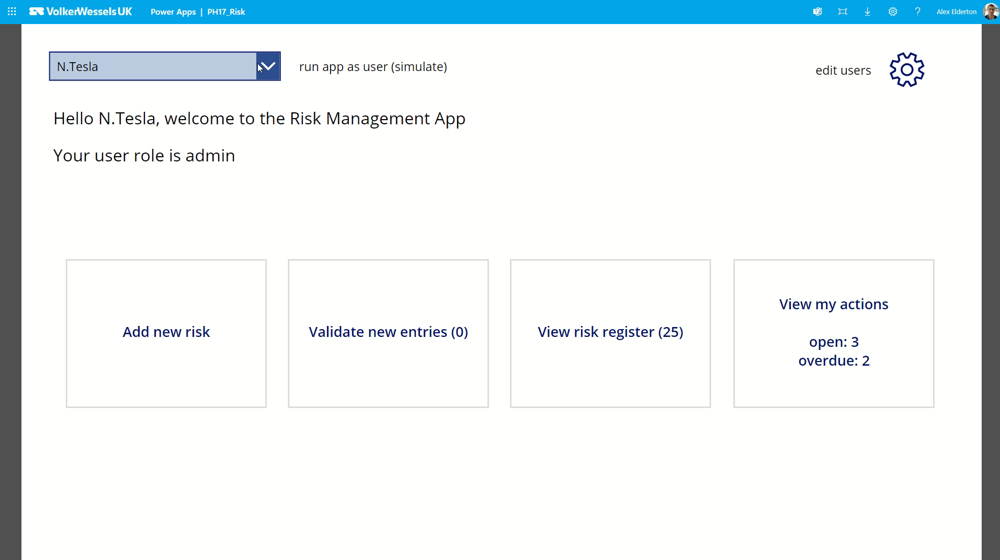 VolkerWessels UK
Power Apps | PH17_Risk
?
Alex Elderton
N.Tesla
run app as user (simulate)
edit users
Hello N.Tesla, welcome to the Risk Management App
Your user role is admin
Add new risk
Validate new entries (0)
View risk register (25)
View my actions
open: 3
overdue: 2